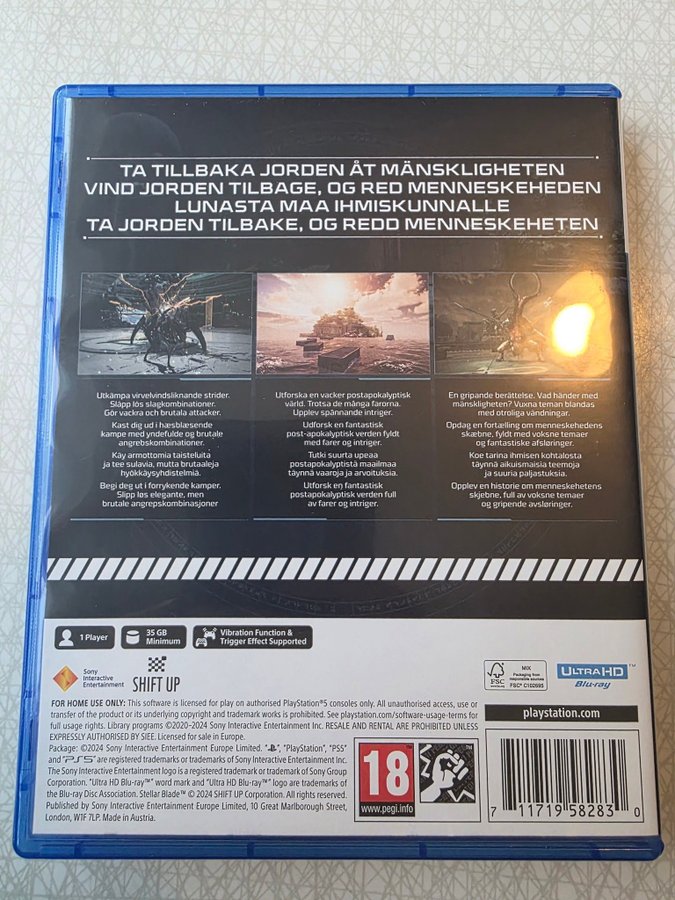 TA TILLBAKA JORDEN ÅT MÄNSKLIGHETEN
VIND JORDEN TILBAGE, OG RED MENNESKEHEDEN
LUNASTA MAA IHMISKUNNALLE
TA JORDEN TILBAKE, OG REDD MENNESKEHETEN
Utkämpa virvelvindsliknande strider.
Släpp lös slagkombinationer.
Gör vackra och brutala attacker.
Kast dig ud i hæsblæsende
kampe med yndefulde og brutale
angrebskombinationer.
Käy armottomia taisteluita
ja tee sulavia, mutta brutaaleja
hyökkäysyhdistelmiä.
Begi deg ut i forrykende kamper.
Slipp løs elegante, men
brutale angrepskombinasjoner
Utforska en vacker postapokalyptisk
värld. Trotsa de många farorna.
Upplev spännande intriger.
Udforsk en fantastisk
post-apokalyptisk verden fyldt
med farer og intriger.
Tutki suurta upeaa
postapokalyptistä maailmaa
täynnä vaaroja ja arvoituksia.
Utforsk en fantastisk
postapokalyptisk verden full
av farer og intriger.
En gripande berättelse. Vad händer med
mänskligheten? Vuxna teman blandas
med otroliga vändningar.
Opdag en fortælling om menneskehedens
skæbne, fyldt med voksne temaer
og fantastiske afsløringer.
Koe tarina ihmisen kohtalosta
täynnä aikuismaisia teemoja
ja suuria paljastuksia.
Opplev en historie om menneskehetens
skjebne, full av voksne temaer
og gripende avsløringer.
1 Player
35 GB
Minimum
Vibration Function &
Trigger Effect Supported
Sony
Interactive
Entertainment
SHIFT UP
FSC
www.fsc.org
MIX
Packaging from
responsible sources
FSC® C102695
ULTRA HD
Blu-ray
FOR HOME USE ONLY: This software is licensed for play on authorised PlayStation®5 consoles only. All unauthorised access, use or
transfer of the product or its underlying copyright and trademark works is prohibited. See playstation.com/software-usage-terms for
full usage rights. Library programs ©2020-2024 Sony Interactive Entertainment Inc. RESALE AND RENTAL ARE PROHIBITED UNLESS
EXPRESSLY AUTHORISED BY SIEE. Licensed for sale in Europe.
Package: ©2024 Sony Interactive Entertainment Europe Limited. "PS", "PlayStation", "PS5"
and "PS5" are registered trademarks or trademarks of Sony Interactive Entertainment Inc.
The Sony Interactive Entertainment logo is a registered trademark or trademark of Sony Group
Corporation. "Ultra HD Blu-ray™" word mark and "Ultra HD Blu-ray™" logo are trademarks of
the Blu-ray Disc Association. Stellar Blade™ © 2024 SHIFT UP Corporation. All rights reserved.
Published by Sony Interactive Entertainment Europe Limited, 10 Great Marlborough Street,
London, W1F 7LP. Made in Austria.
18
www.pegi.info
playstation.com
7 11719 58283 0